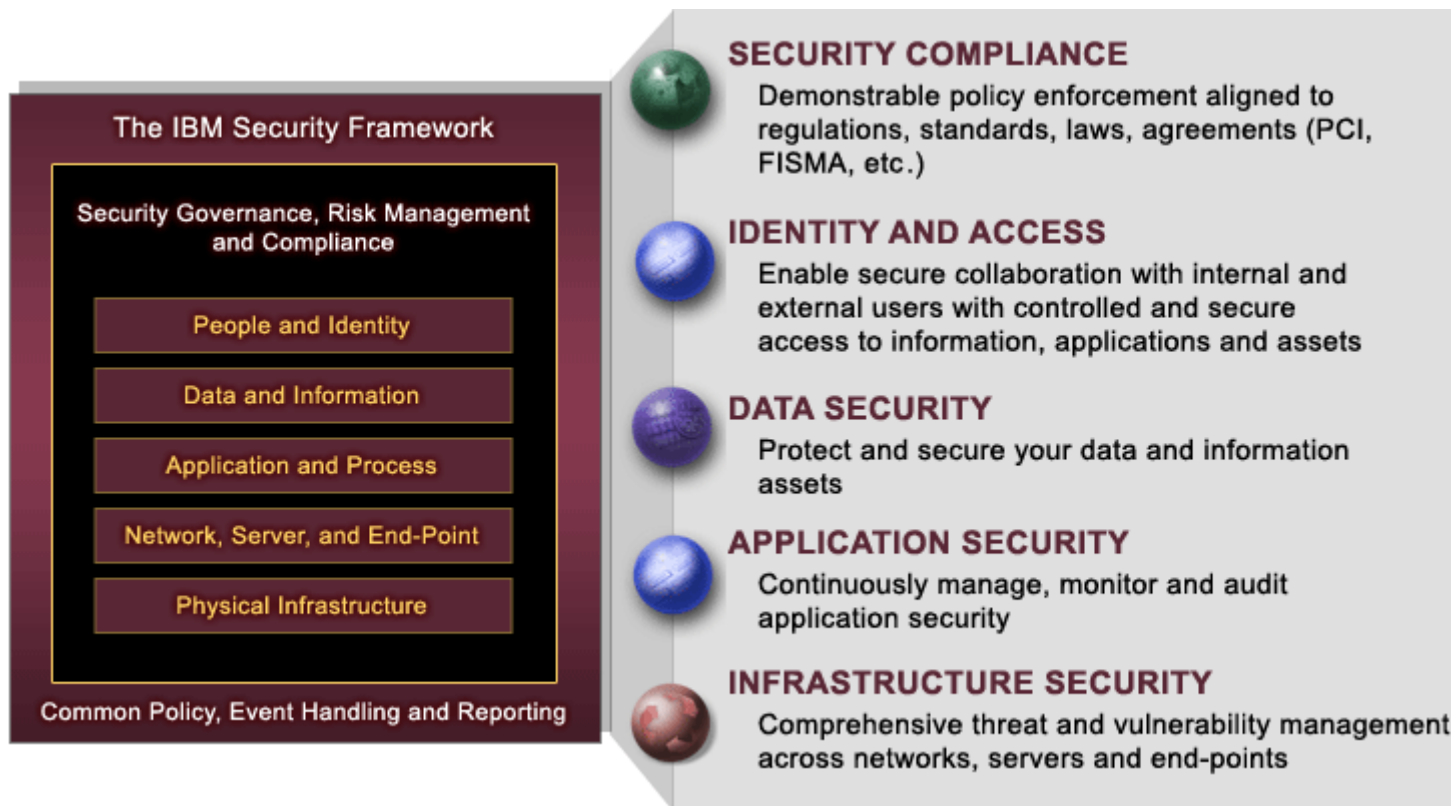 The IBM Security Framework
Security Governance, Risk Management
and Compliance
People and Identity
Data and Information
Application and Process
Network, Server, and End-Point
Physical Infrastructure
Common Policy, Event Handling and Reporting
SECURITY COMPLIANCE
Demonstrable policy enforcement aligned to
regulations, standards, laws, agreements (PCI,
FISMA, etc.)
IDENTITY AND ACCESS
Enable secure collaboration with internal and
external users with controlled and secure
access to information, applications and assets
DATA SECURITY
Protect and secure your data and information
assets
APPLICATION SECURITY
Continuously manage, monitor and audit
application security
INFRASTRUCTURE SECURITY
Comprehensive threat and vulnerability management
across networks, servers and end-points